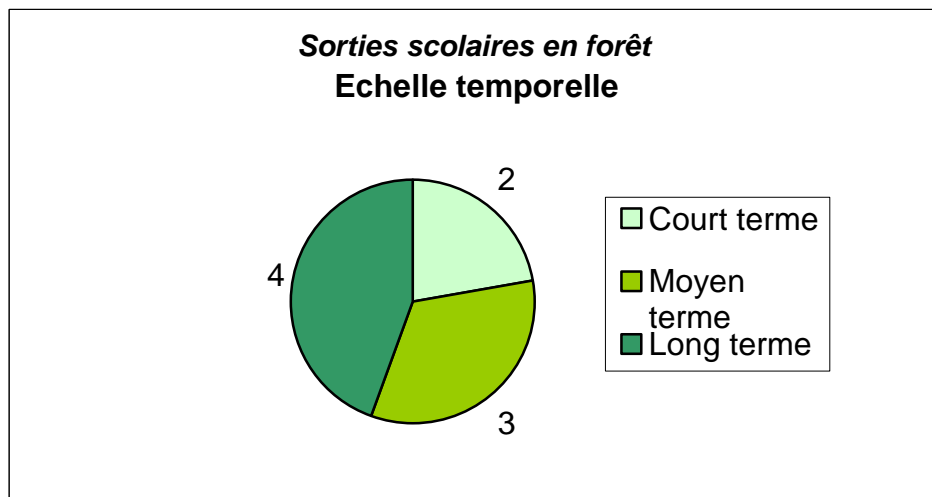 Sorties scolaires en forêt
Echelle temporelle
2
4
3
Court terme
Moyen
terme
Long terme